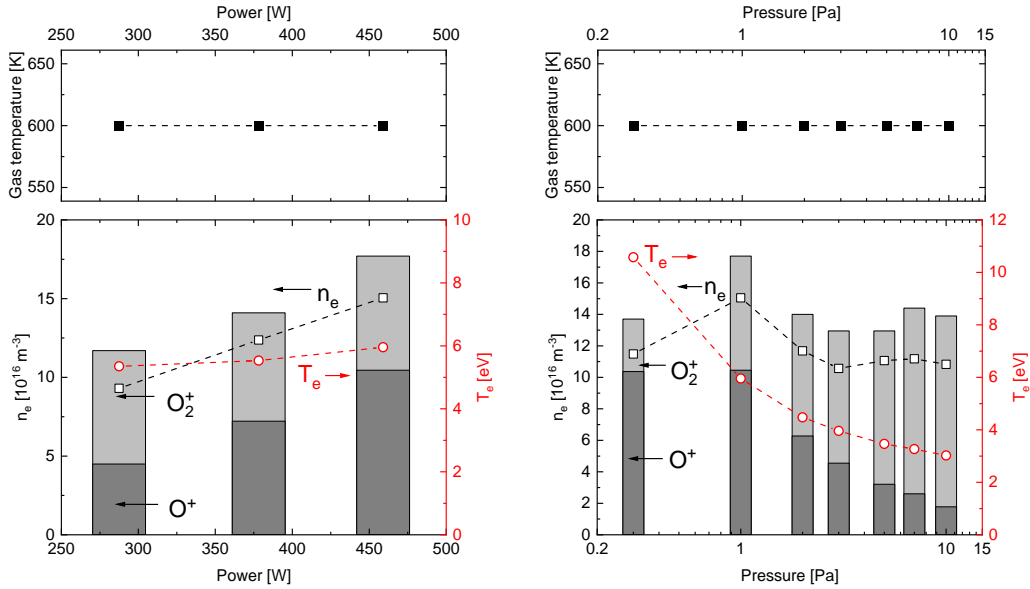 Power [W]
250 300 350 400 450 500
Gas temperature [K]
650
600
550
20
15
10
5
0
n_e [10^16 m^-3]
10
8
6
4
2
0
T_e [eV]
n_e
T_e
O_2^+
O^+
250 300 350 400 450 500
Power [W]
Pressure [Pa]
0.2 1 10 15
Gas temperature [K]
650
600
550
20
18
16
14
12
10
8
6
4
2
0
n_e [10^16 m^-3]
12
10
8
6
4
2
0
T_e [eV]
T_e
n_e
O_2^+
O^+
0.2 1 10 15
Pressure [Pa]